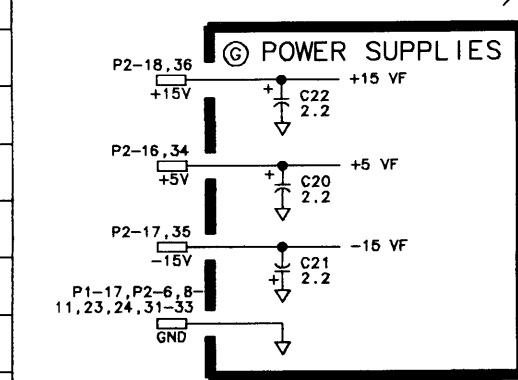 Ⓖ POWER SUPPLIES
P2-18,36
+15V
+15 VF
+
C22
2.2
P2-16,34
+5V
+5 VF
+
C20
2.2
P2-17,35
-15V
-15 VF
C21
+
2.2
P1-17,P2-6,8-
11,23,24,31-33
GND